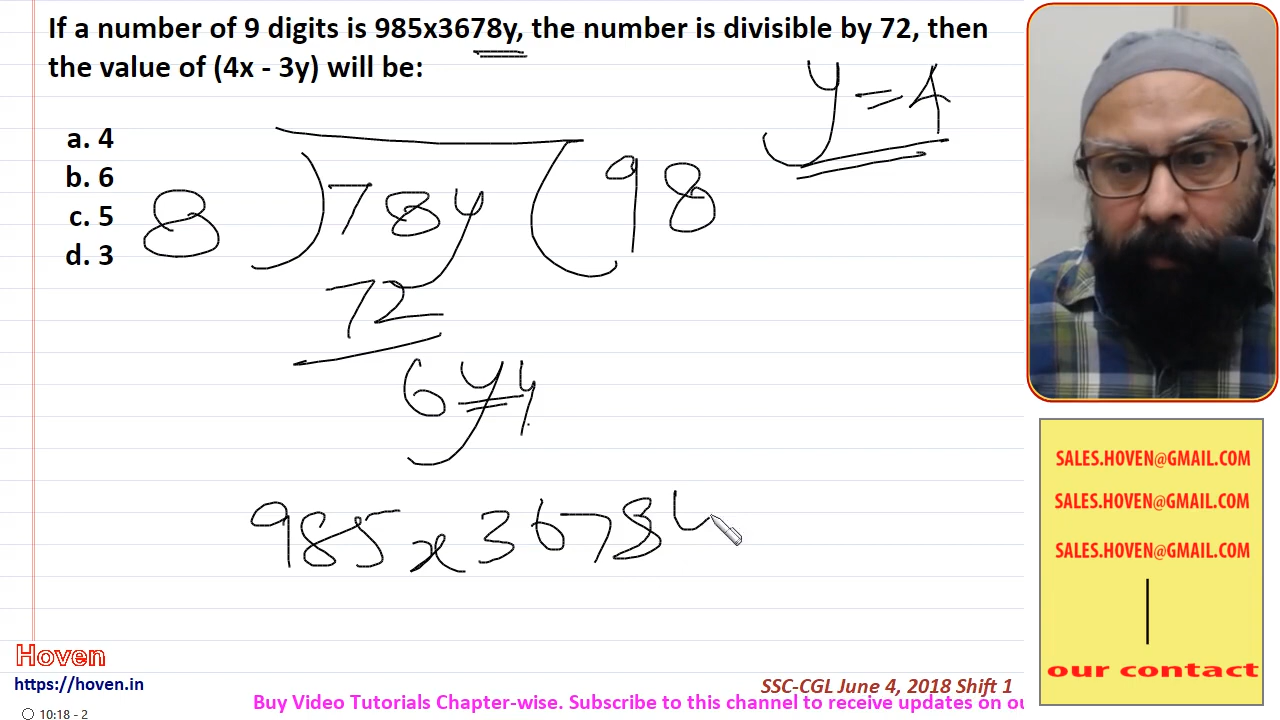 If a number of 9 digits is 985x3678y, the number is divisible by 72, then
the value of (4x - 3y) will be:
y = 4
a. 4
b. 6
c. 5
d. 3
8 ) 78y ( 98
72
6y 4
985x36784
SALES.HOVEN@GMAIL.COM
SALES.HOVEN@GMAIL.COM
SALES.HOVEN@GMAIL.COM
our contact
Hoven
https://hoven.in
SSC-CGL June 4, 2018 Shift 1
Buy Video Tutorials Chapter-wise. Subscribe to this channel to receive updates on ou
10:18 - 2